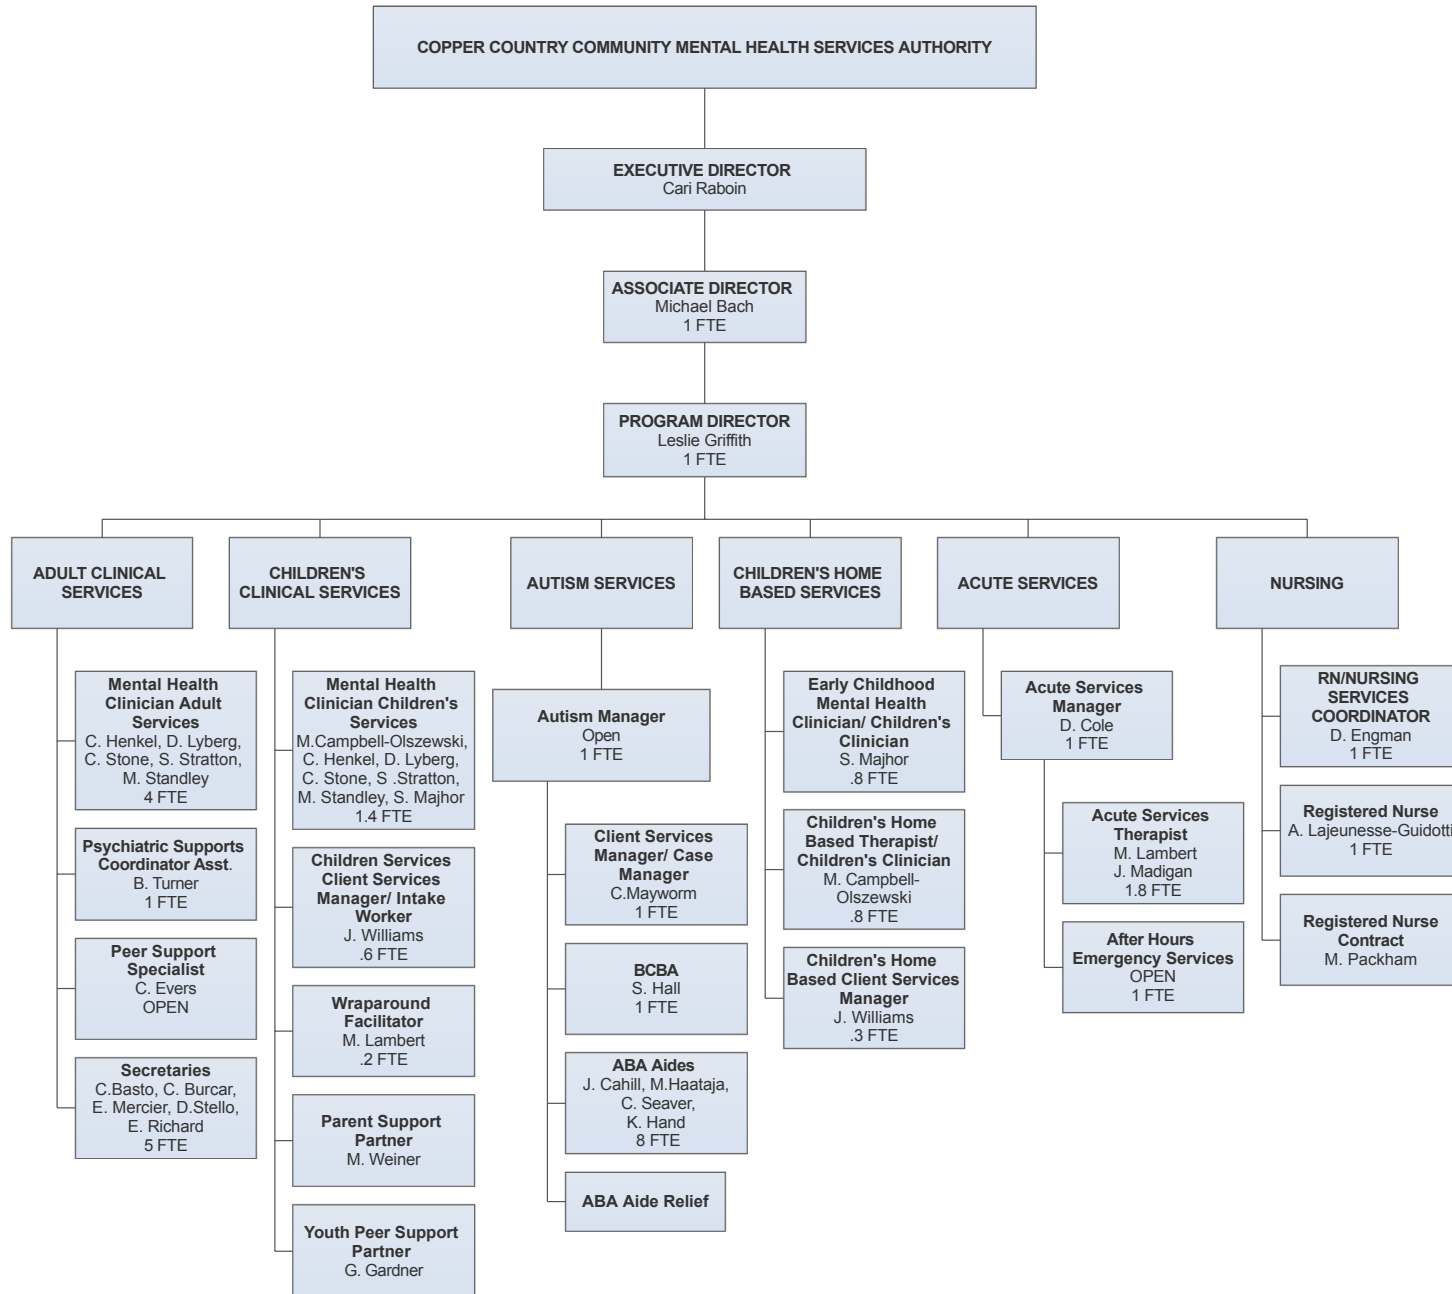 COPPER COUNTRY COMMUNITY MENTAL HEALTH SERVICES AUTHORITY
EXECUTIVE DIRECTOR
Cari Raboin
ASSOCIATE DIRECTOR
Michael Bach
1 FTE
PROGRAM DIRECTOR
Leslie Griffith
1 FTE
ADULT CLINICAL
SERVICES
Mental Health
Clinician Adult
Services
C. Henkel, D. Lyberg,
C. Stone, S. Stratton,
M. Standley
4 FTE
Psychiatric Supports
Coordinator Asst.
B. Turner
1 FTE
Peer Support
Specialist
C. Evers
OPEN
Secretaries
C.Basto, C. Burcar,
E. Mercier, D.Stello,
E. Richard
5 FTE
CHILDREN'S
CLINICAL SERVICES
Mental Health
Clinician Children's
Services
M.Campbell-Olszewski,
C. Henkel, D. Lyberg,
C. Stone, S .Stratton,
M. Standley, S. Majhor
1.4 FTE
Children Services
Client Services
Manager/ Intake
Worker
J. Williams
.6 FTE
Wraparound
Facilitator
M. Lambert
.2 FTE
Parent Support
Partner
M. Weiner
Youth Peer Support
Partner
G. Gardner
AUTISM SERVICES
Autism Manager
Open
1 FTE
Client Services
Manager/ Case
Manager
C.Mayworm
1 FTE
BCBA
S. Hall
1 FTE
ABA Aides
J. Cahill, M.Haataja,
C. Seaver,
K. Hand
8 FTE
ABA Aide Relief
CHILDREN'S HOME
BASED SERVICES
Early Childhood
Mental Health
Clinician/ Children's
Clinician
S. Majhor
.8 FTE
Children's Home
Based Therapist/
Children's Clinician
M. Campbell-
Olszewski
.8 FTE
Children's Home
Based Client Services
Manager
J. Williams
.3 FTE
ACUTE SERVICES
Acute Services
Manager
D. Cole
1 FTE
Acute Services
Therapist
M. Lambert
J. Madigan
1.8 FTE
After Hours
Emergency Services
OPEN
1 FTE
NURSING
RN/NURSING
SERVICES
COORDINATOR
D. Engman
1 FTE
Registered Nurse
A. Lajeunesse-Guidotti
1 FTE
Registered Nurse
Contract
M. Packham